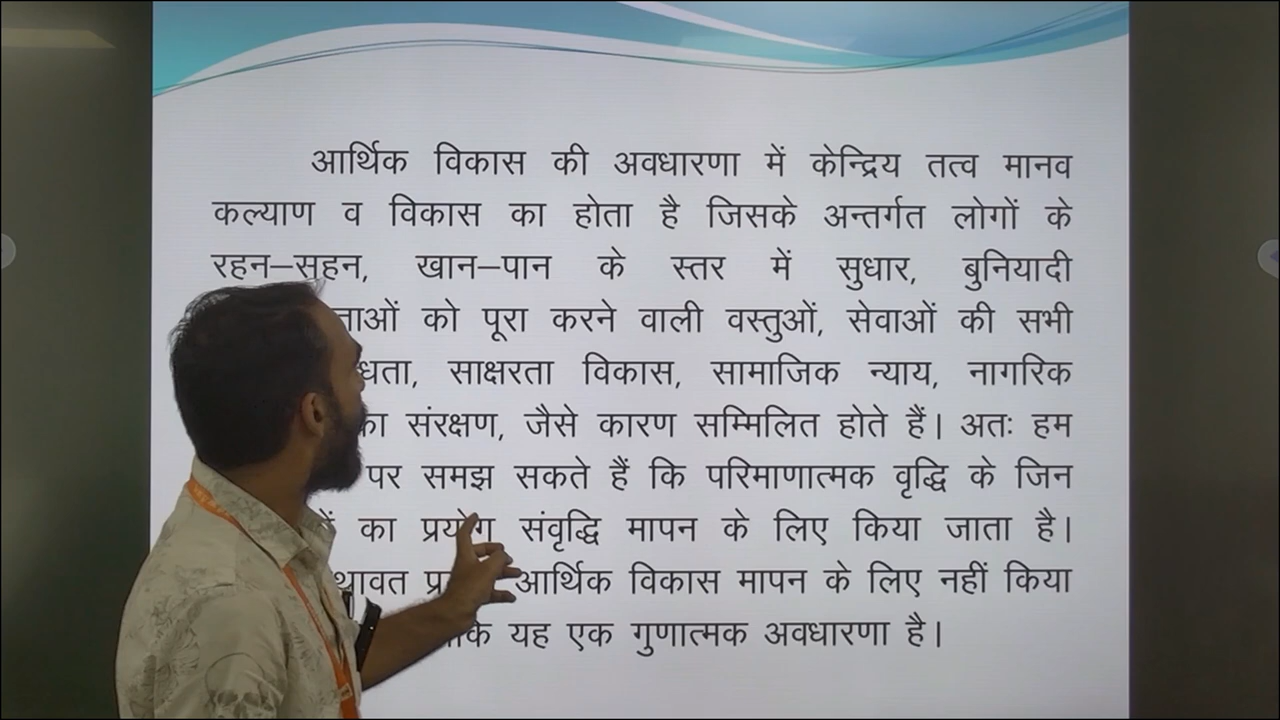 आर्थिक विकास की अवधारणा में केन्द्रिय तत्व मानव
कल्याण व विकास का होता है जिसके अन्तर्गत लोगों के
रहन–सहन, खान–पान के स्तर में सुधार, बुनियादी
को पूरा करने वाली वस्तुओं, सेवाओं की सभी
साक्षरता विकास, सामाजिक न्याय, नागरिक
का संरक्षण, जैसे कारण सम्मिलित होते हैं। अतः हम
पर समझ सकते हैं कि परिमाणात्मक वृद्धि के जिन
का प्रयोग संवृद्धि मापन के लिए किया जाता है।
आर्थिक विकास मापन के लिए नहीं किया
यह एक गुणात्मक अवधारणा है।